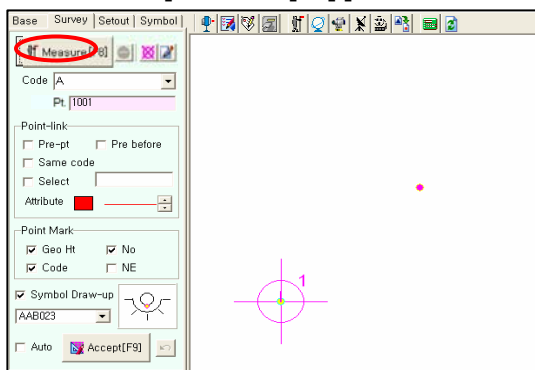 Base Survey Setout Symbol
Measure[F8]
Code A
Pt. 1001
Point-link
Pre-pt Pre before
Same code
Select
Attribute
Point Mark
Geo Ht No
Code NE
Symbol Draw-up
AAB023
Auto Accept[F9]
1